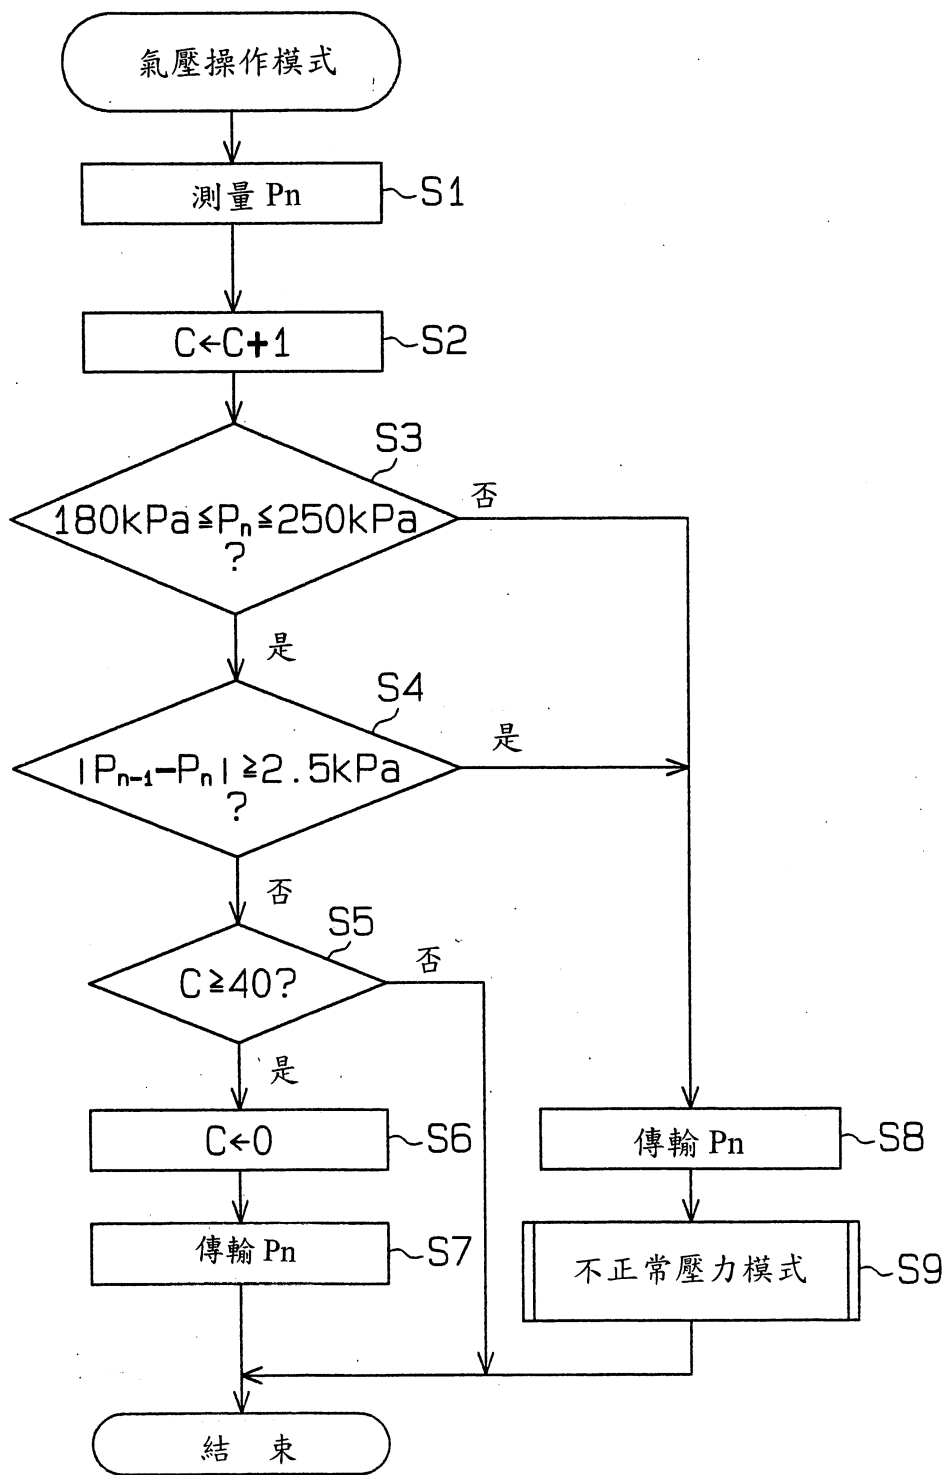 氣壓操作模式
測量 Pn
S1
C←C+1
S2
S3
180kPa≦Pn≦250kPa
?
否
是
S4
|Pn-1−Pn|≧2.5kPa
?
是
否
S5
C≧40?
否
是
C←0
S6
傳輸 Pn
S7
傳輸 Pn
S8
不正常壓力模式
S9
結 束